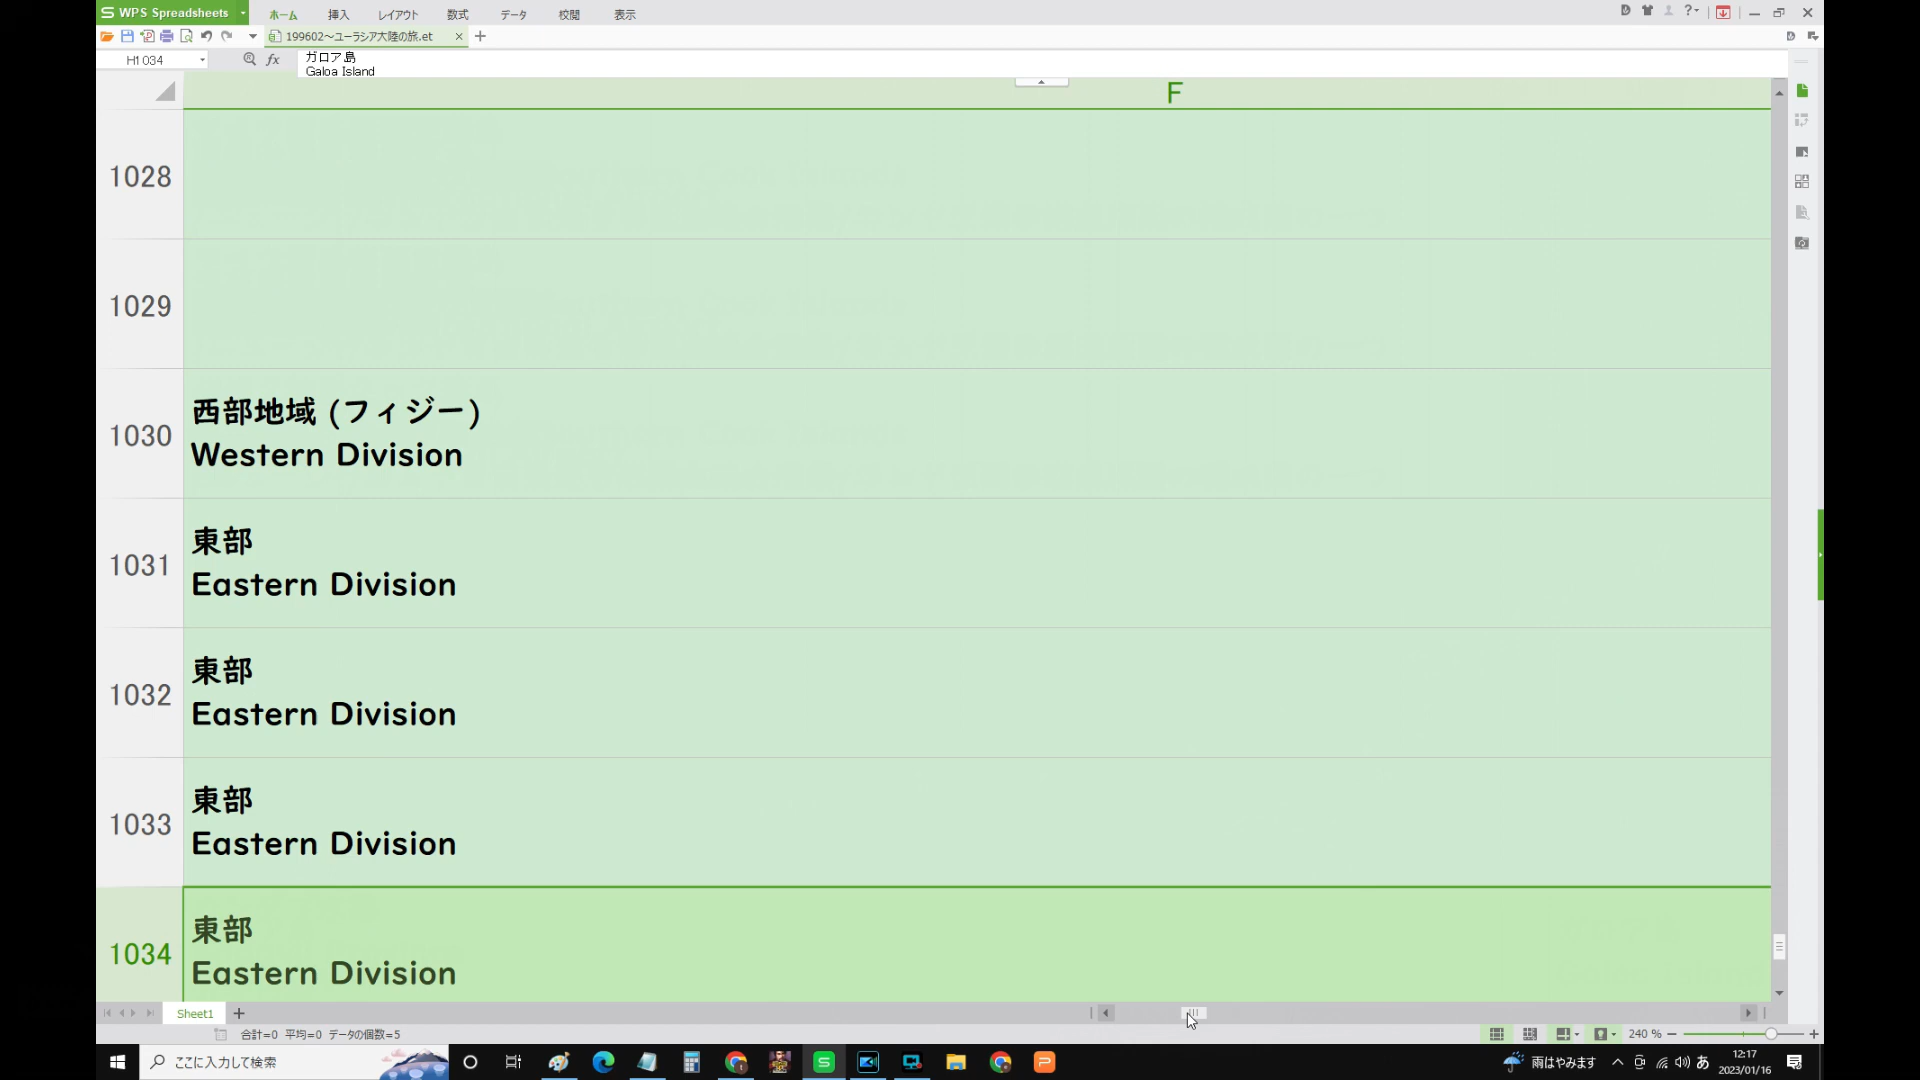 WPS Spreadsheets
ホーム
挿入
レイアウト
数式
データ
校閲
表示
199602～ユーラシア大陸の旅.et
H1034
fx
ガロア島
Galoa Island
F
1028
1029
1030
西部地域 (フィジー)
Western Division
1031
東部
Eastern Division
1032
東部
Eastern Division
1033
東部
Eastern Division
1034
東部
Eastern Division
Sheet1
合計=0 平均=0 データの個数=5
240 %
ここに入力して検索
雨はやみます
あ
12:17
2023/01/16